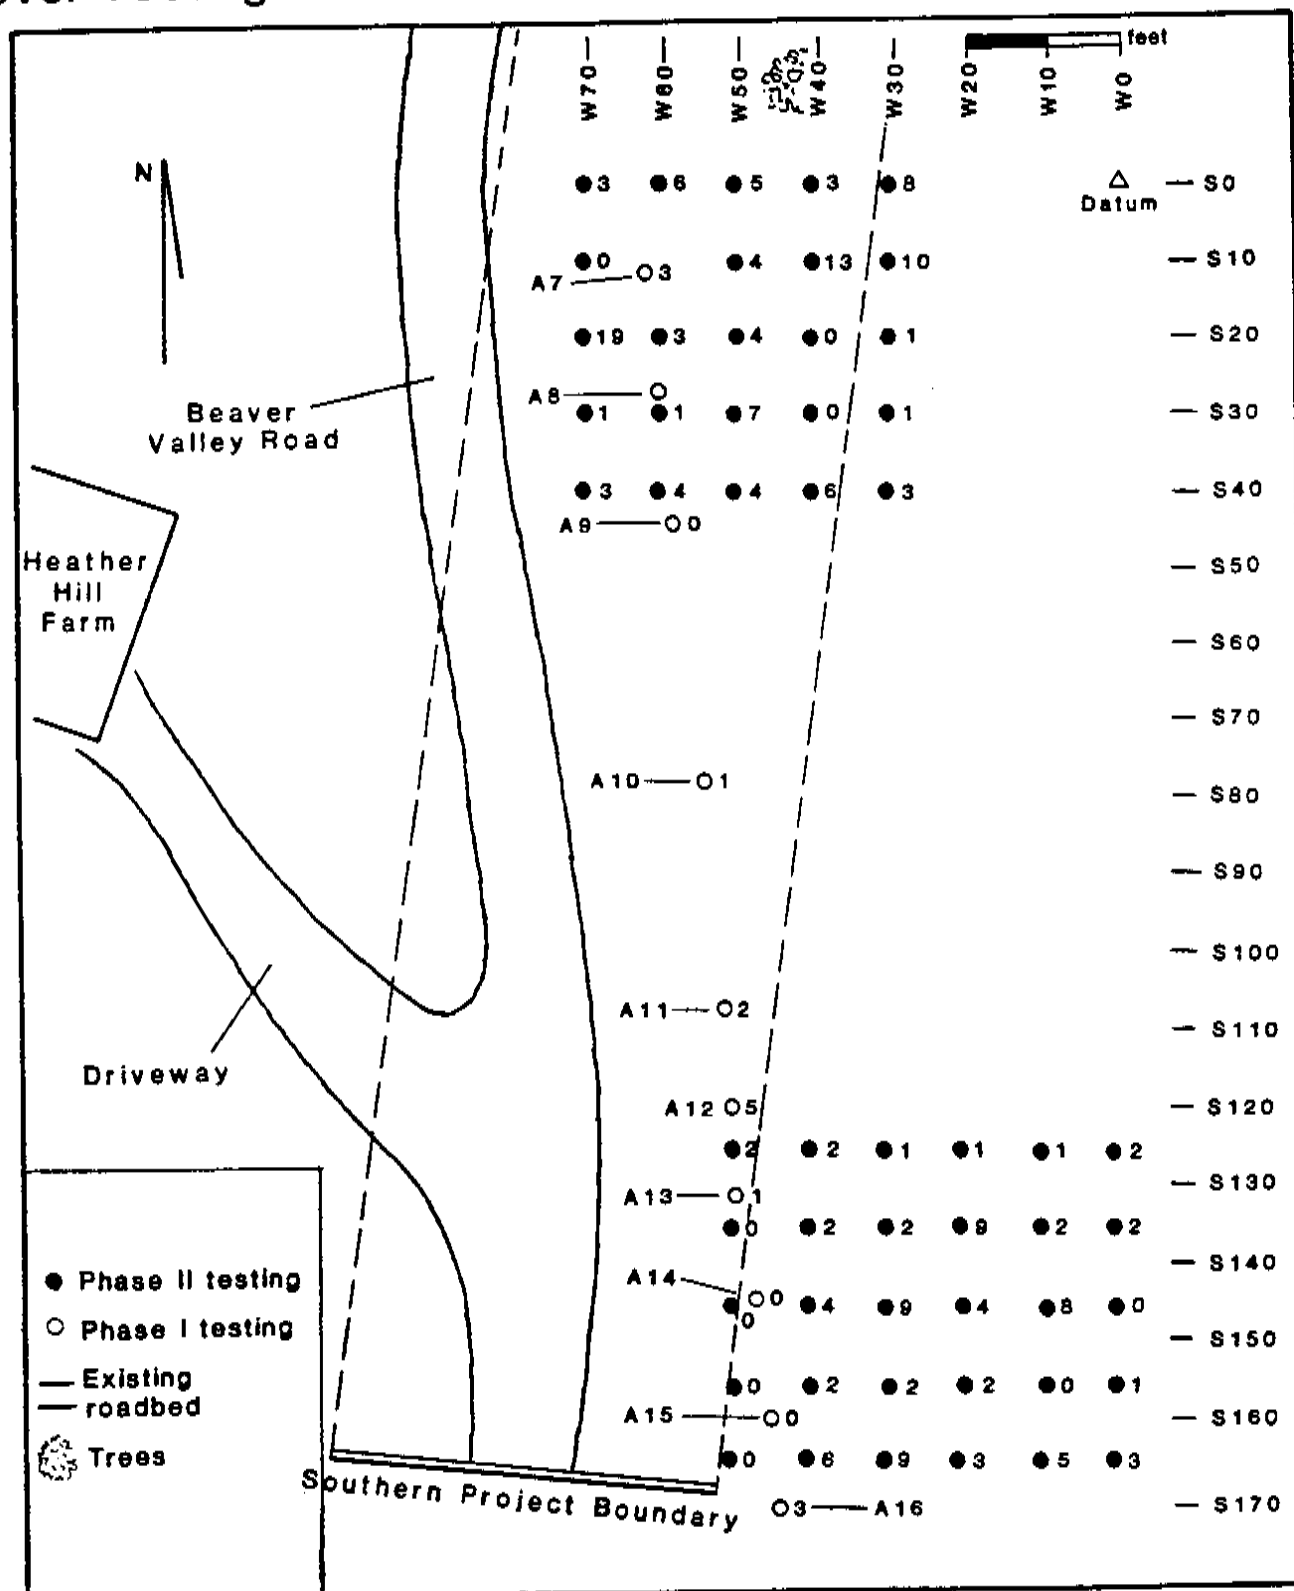 W70 W60 W50 W40 W30 W20 W10 W0 feet
N
3 6 5 3 8 Datum S0
0 A7 3 4 13 10 S10
19 3 4 0 1 S20
A8
Beaver
Valley Road
1 1 7 0 1 S30
3 4 4 6 3 S40
A9 0
Heather
Hill
Farm
S50
S60
S70
A10 1 S80
S90
S100
A11 2 S110
Driveway
A12 5 S120
2 2 1 1 1 2
A13 1 S130
0 2 2 9 2 2
A14 0 S140
0 4 9 4 8 0
S150
0 2 2 2 0 1
A15 0 S160
0 6 9 3 5 3
3 A16 S170
Phase II testing
Phase I testing
Existing
roadbed
Trees
Southern Project Boundary